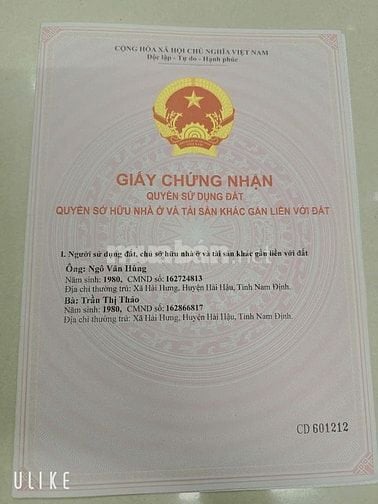 CỘNG HÒA XÃ HỘI CHỦ NGHĨA VIỆT NAM
Độc lập - Tự do - Hạnh phúc
GIẤY CHỨNG NHẬN
QUYỀN SỬ DỤNG ĐẤT
QUYỀN SỞ HỮU NHÀ Ở VÀ TÀI SẢN KHÁC GẮN LIỀN VỚI ĐẤT
I. Người sử dụng đất, chủ sở hữu nhà ở và tài sản khác gắn liền với đất
Ông: Ngô Văn Hùng
Năm sinh: 1980, CMND số: 162724813
Địa chỉ thường trú: Xã Hải Hưng, Huyện Hải Hậu, Tỉnh Nam Định.
Bà: Trần Thị Thảo
Năm sinh: 1980, CMND số: 162866817
Địa chỉ thường trú: Xã Hải Hưng, Huyện Hải Hậu, Tỉnh Nam Định.
CD 601212
ULIKE